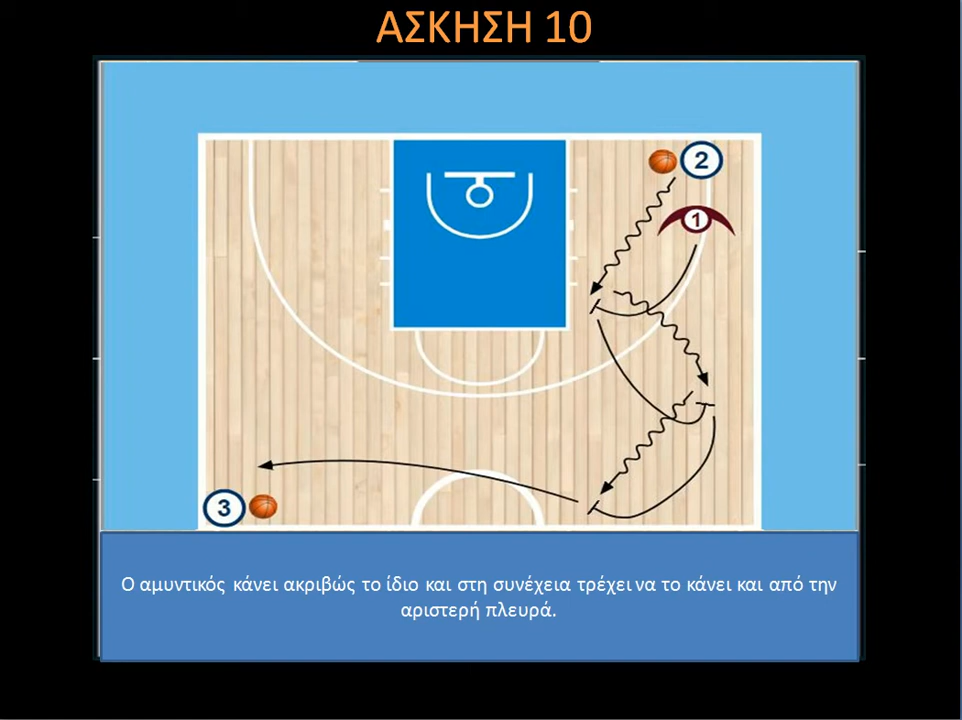 ΑΣΚΗΣΗ 10
2
1
3
Ο αμυντικός κάνει ακριβώς το ίδιο και στη συνέχεια τρέχει να το κάνει και από την
αριστερή πλευρά.